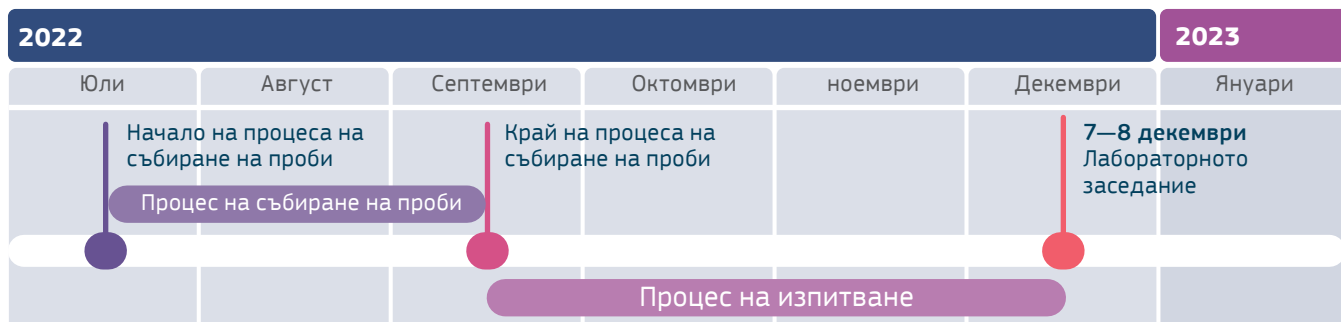 2022
2023
Юли
Август
Септември
Октомври
ноември
Декември
Януари
Начало на процеса на
събиране на проби
Край на процеса на
събиране на проби
7—8 декември
Лабораторното
заседание
Процес на събиране на проби
Процес на изпитване